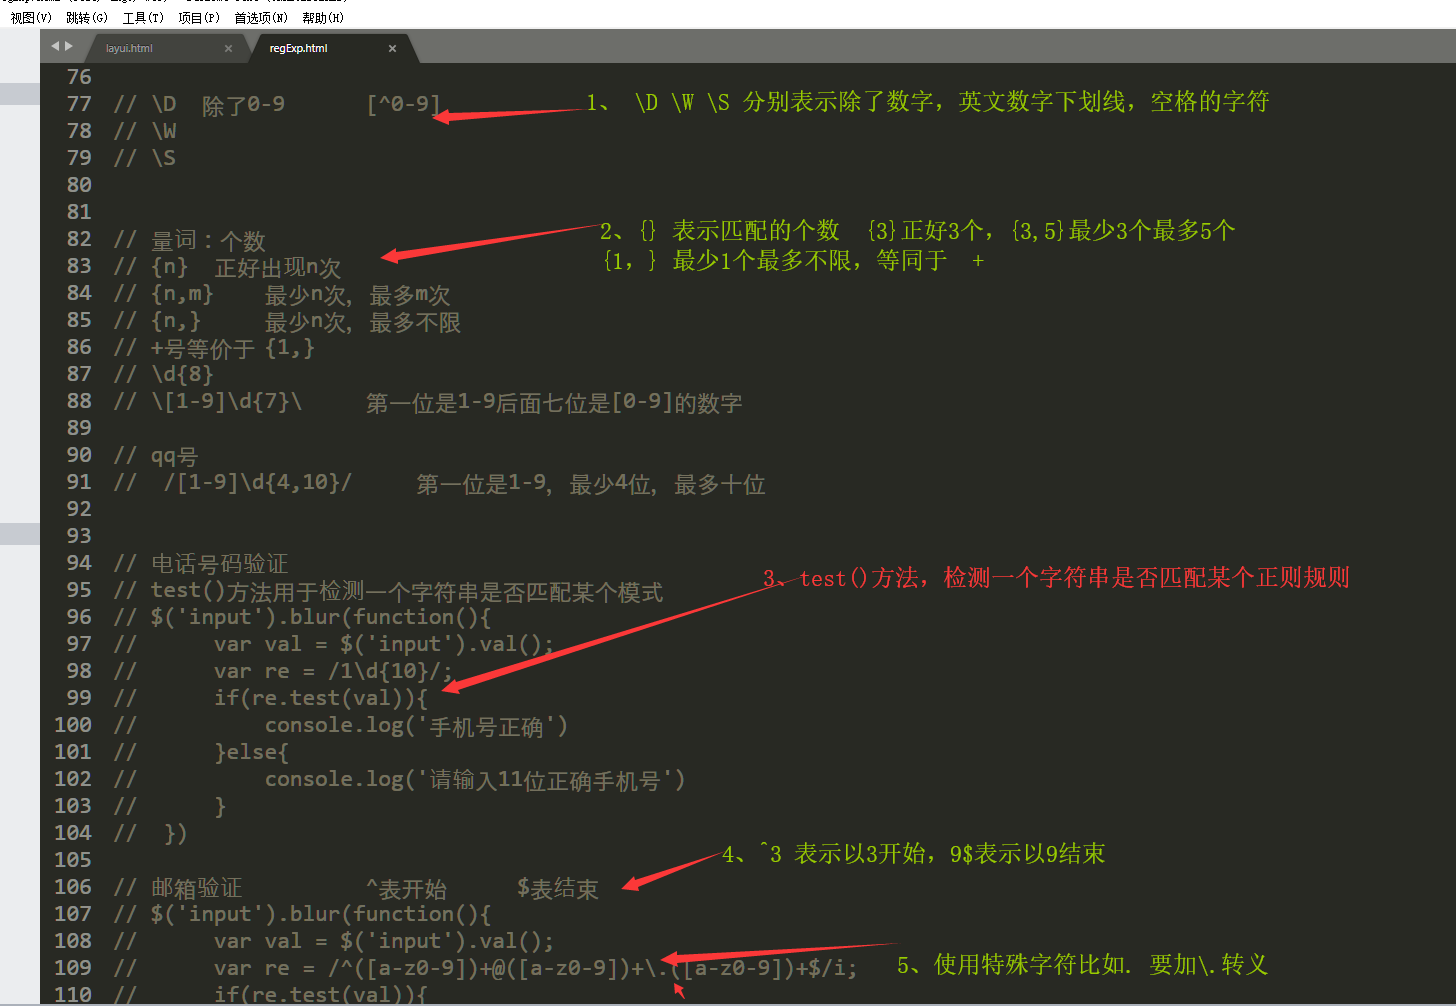 视图(V) 跳转(G) 工具(T) 项目(P) 首选项(N) 帮助(H)
layui.html × regExp.html ×
76
77 // \D 除了0-9 [^0-9]
1、 \D \W \S 分别表示除了数字，英文数字下划线，空格的字符
78 // \W
79 // \S
80
81
82 // 量词：个数
2、{} 表示匹配的个数 {3}正好3个，{3,5}最少3个最多5个
{1，} 最少1个最多不限，等同于 +
83 // {n} 正好出现n次
84 // {n,m} 最少n次，最多m次
85 // {n,} 最少n次，最多不限
86 // +号等价于 {1,}
87 // \d{8}
88 // \[1-9]\d{7}\ 第一位是1-9后面七位是[0-9]的数字
89
90 // qq号
91 // /[1-9]\d{4,10}/ 第一位是1-9，最少4位，最多十位
92
93
94 // 电话号码验证
3、test()方法，检测一个字符串是否匹配某个正则规则
95 // test()方法用于检测一个字符串是否匹配某个模式
96 // $('input').blur(function(){
97 // var val = $('input').val();
98 // var re = /1\d{10}/;
99 // if(re.test(val)){
100 // console.log('手机号正确')
101 // }else{
102 // console.log('请输入11位正确手机号')
103 // }
104 // })
105
4、^3 表示以3开始，9$表示以9结束
106 // 邮箱验证 ^表开始 $表结束
107 // $('input').blur(function(){
108 // var val = $('input').val();
109 // var re = /^([a-z0-9])+@([a-z0-9])+\.([a-z0-9])+$/i;
5、使用特殊字符比如. 要加\.转义
110 // if(re.test(val)){